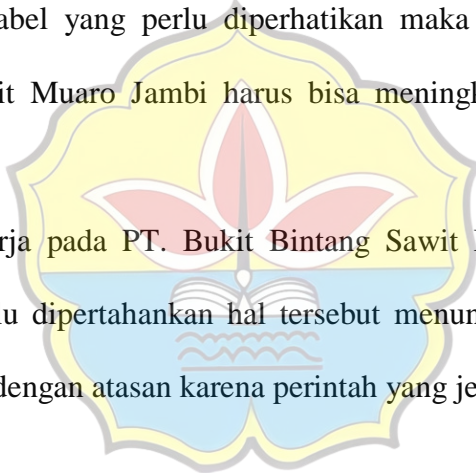 abel yang perlu diperhatikan maka
it Muaro Jambi harus bisa mening
rja pada PT. Bukit Bintang Sawit
u dipertahankan hal tersebut menun
dengan atasan karena perintah yang je